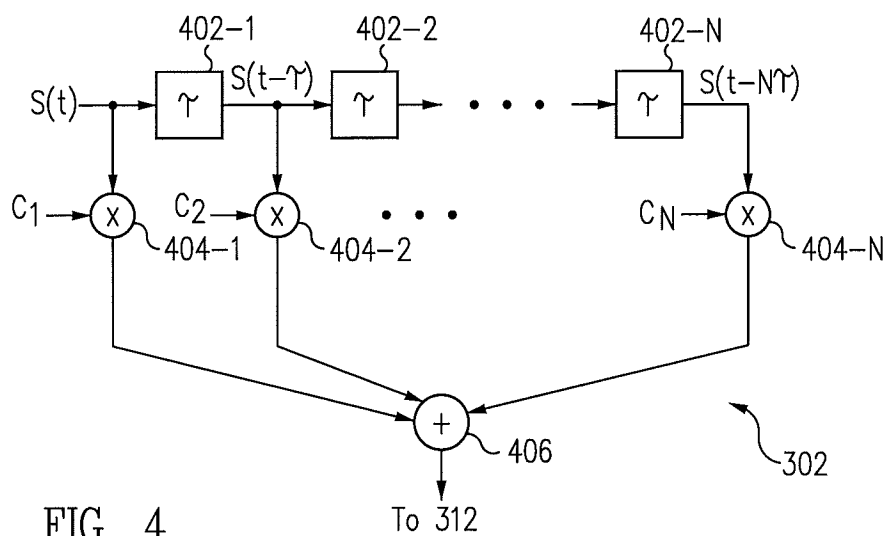 402-1 402-2 402-N
S(t) τ S(t-τ) τ • • • τ S(t-Nτ)
C1 X C2 X • • • CN X
404-1 404-2 404-N
+
406
302
To 312
FIG. 4